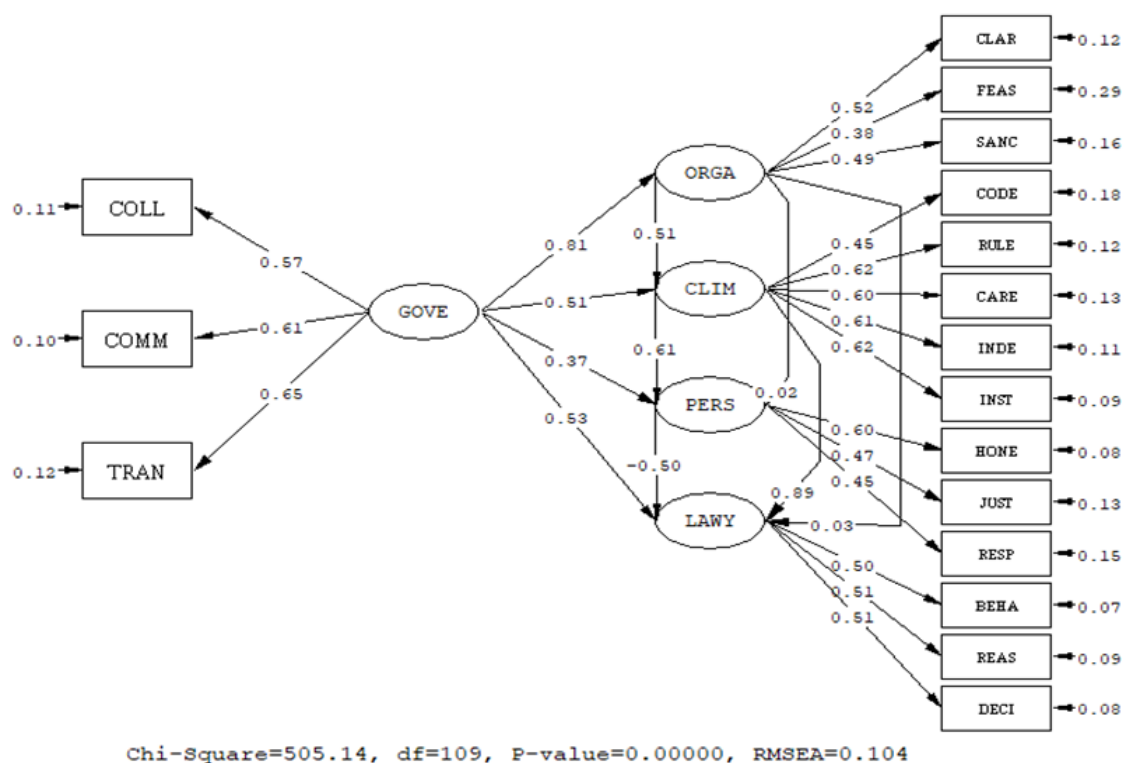 CLAR 0.12
FEAS 0.29
0.52
0.38
SANC 0.16
0.49
ORGA
CODE 0.18
0.11 COLL
0.51
0.81
0.45
RULE 0.12
0.57
0.62
CLIM
CARE 0.13
0.51
0.60
GOVE
0.61
INDE 0.11
0.61
0.62
0.10 COMM
0.61
0.37
0.02
INST 0.09
0.65
PERS
0.53
0.60
HONE 0.08
0.47
0.12 TRAN
-0.50
0.45
JUST 0.13
0.89
LAWY
0.03
RESP 0.15
0.50
0.51
BEHA 0.07
0.51
REAS 0.09
DECI 0.08
Chi-Square=505.14, df=109, P-value=0.00000, RMSEA=0.104